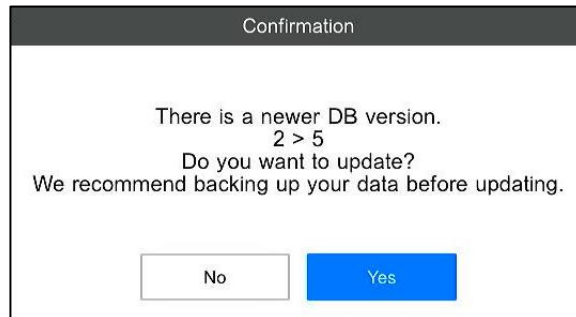 Confirmation
There is a newer DB version.
2 > 5
Do you want to update?
We recommend backing up your data before updating.
No
Yes